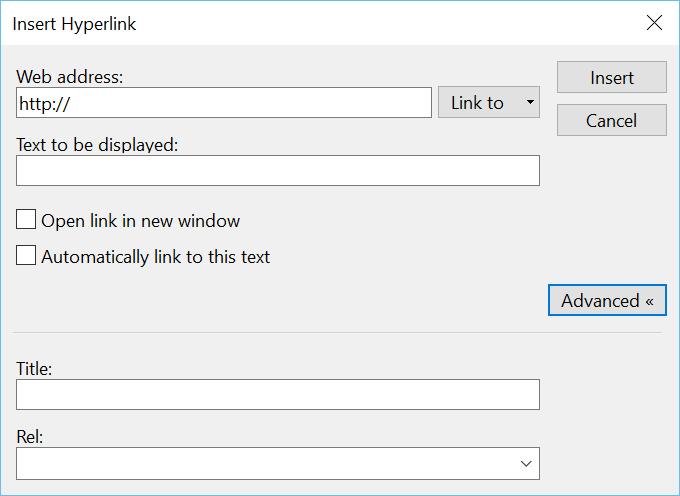 Insert Hyperlink
Web address:
http://
Link to
Insert
Cancel
Text to be displayed:
Open link in new window
Automatically link to this text
Advanced «
Title:
Rel: